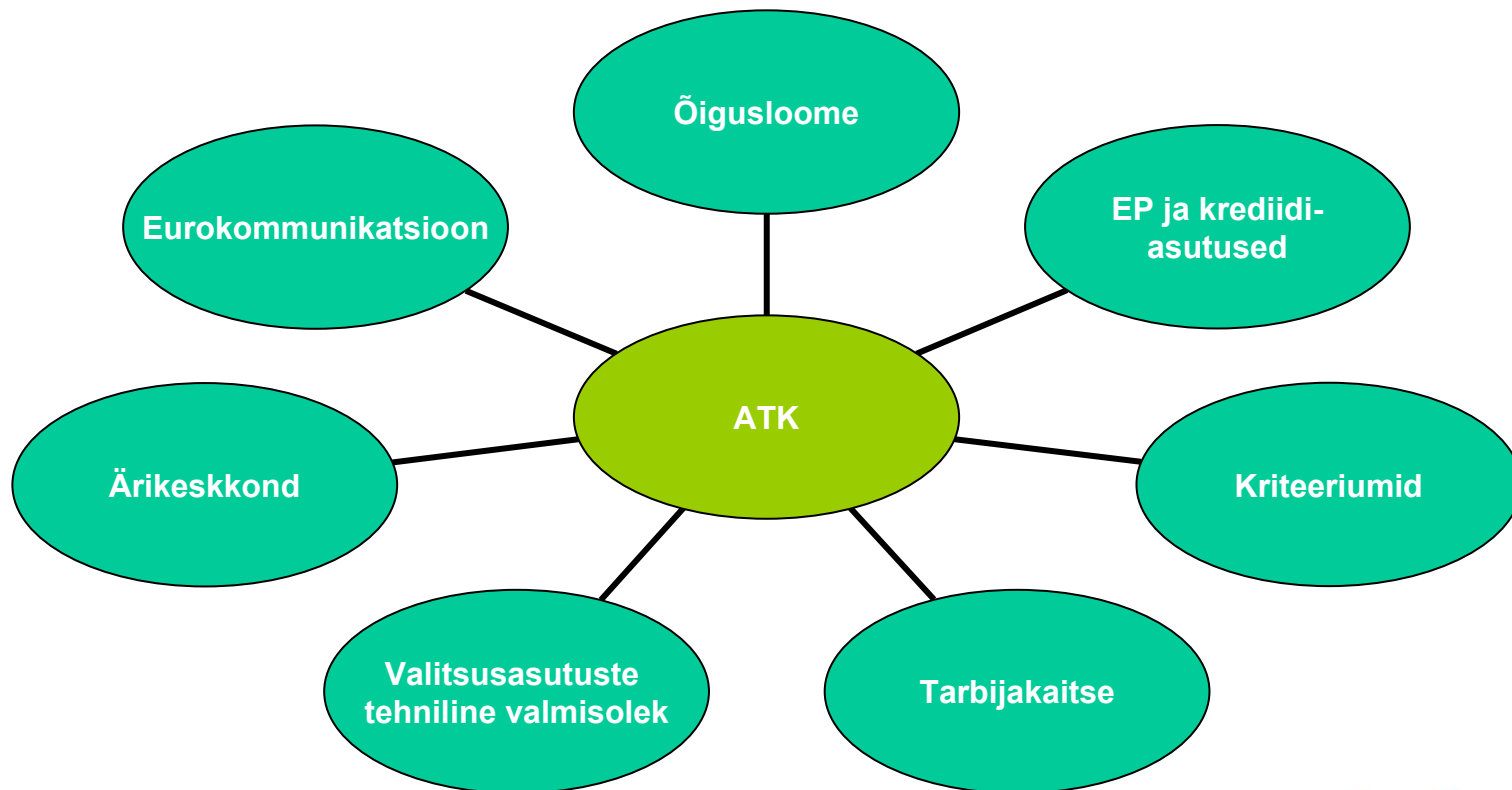 Õigusloome
Eurokommunikatsioon
EP ja krediidi-
asutused
ATK
Ärikeskkond
Kriteeriumid
Valitsusasutuste
tehniline valmisolek
Tarbijakaitse